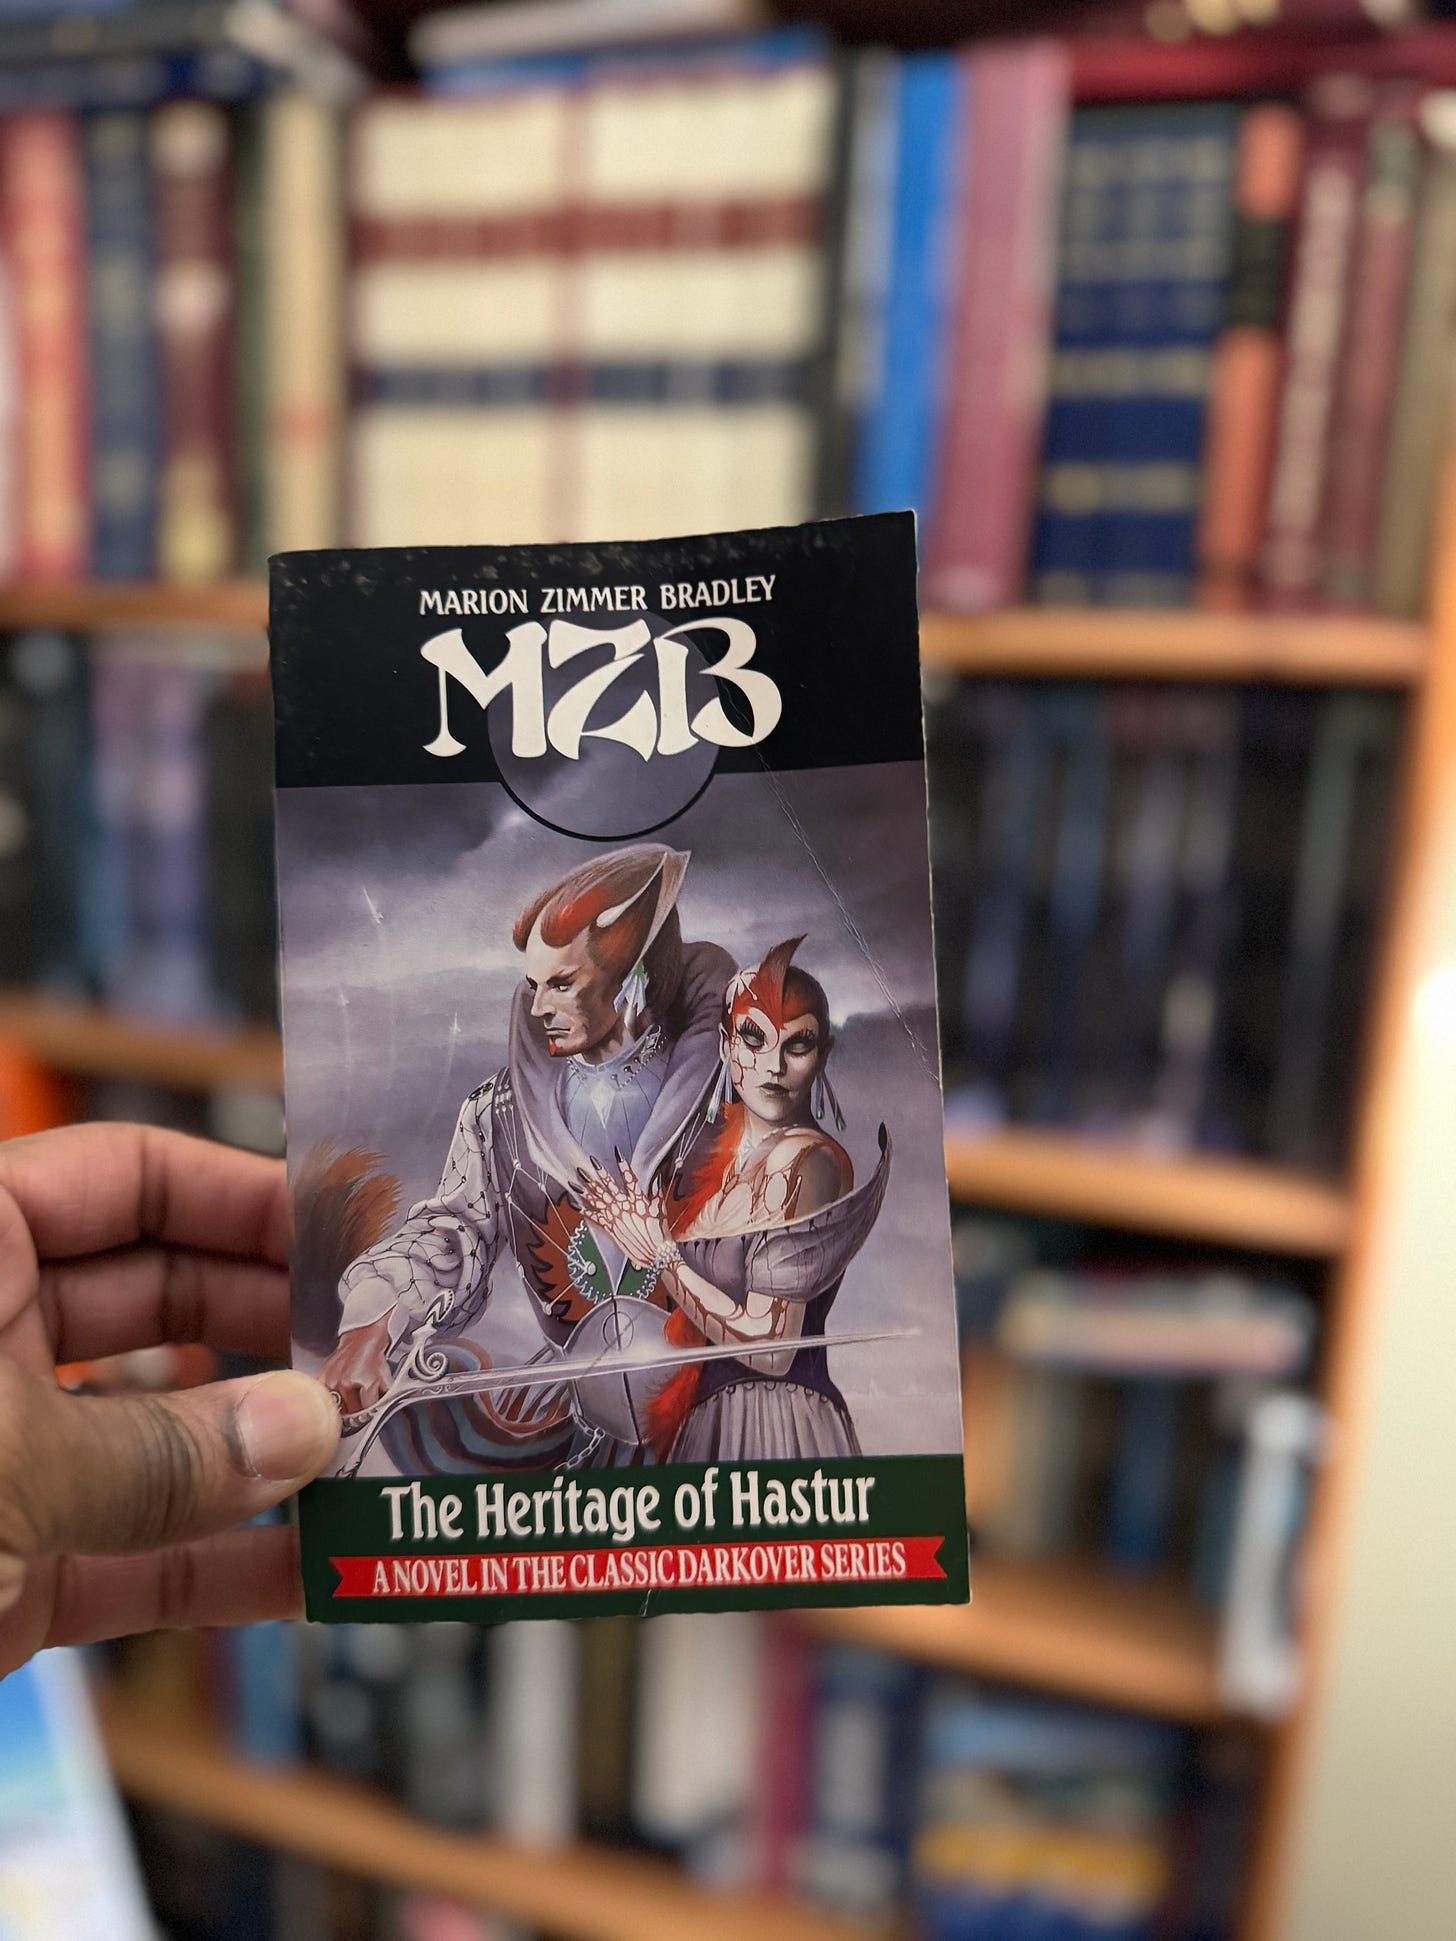 MARION ZIMMER BRADLEY
MZB
The Heritage of Hastur
A NOVEL IN THE CLASSIC DARKOVER SERIES